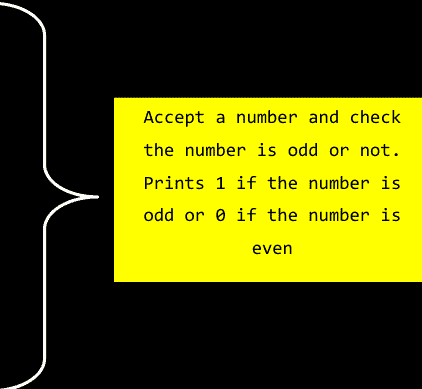 Accept a number and check
the number is odd or not.
Prints 1 if the number is
odd or 0 if the number is
even